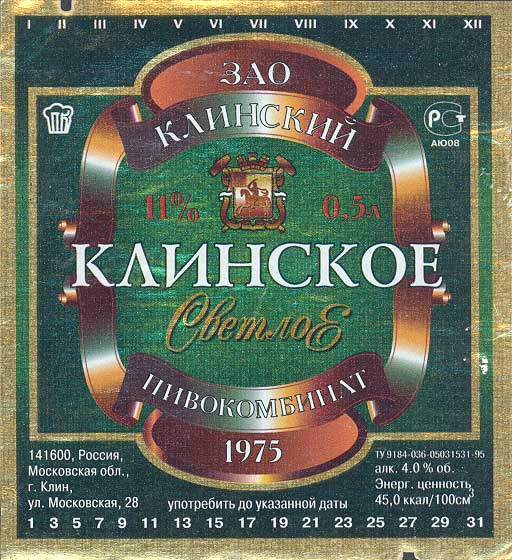 I II III IV V VI VII VIII IX X XI XII
ЗАО
КЛИНСКИЙ
ПК
РСТ
АЮ08
11% 0,5л
КЛИНСКОЕ
Светлое
ПИВОКОМБИНАТ
1975
141600, Россия,
Московская обл.,
г. Клин,
ул. Московская, 28
употребить до указанной даты
ТУ 9184-036-05031531-95
алк. 4.0 % об.
Энерг. ценность
45,0 ккал/100см³
1 3 5 7 9 11 13 15 17 19 21 23 25 27 29 31